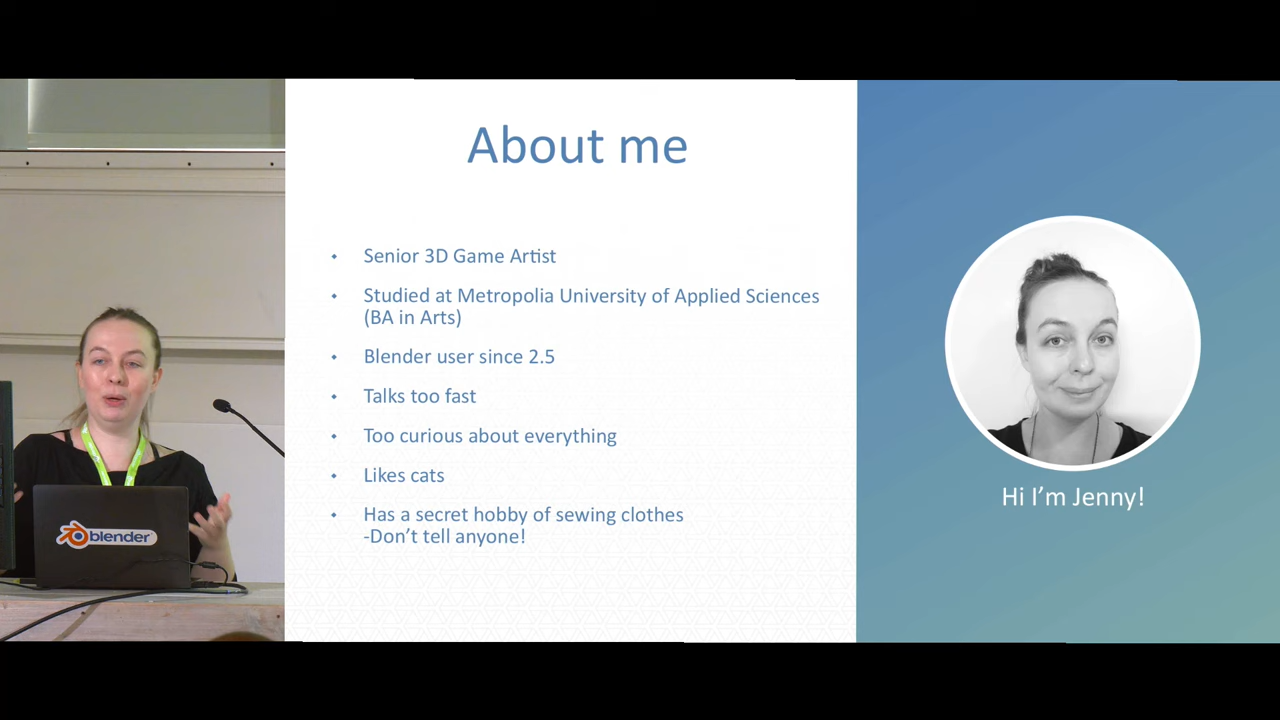 About me
Senior 3D Game Artist
Studied at Metropolia University of Applied Sciences
(BA in Arts)
Blender user since 2.5
Talks too fast
Too curious about everything
Likes cats
Has a secret hobby of sewing clothes
-Don't tell anyone!
Hi I'm Jenny!
blender